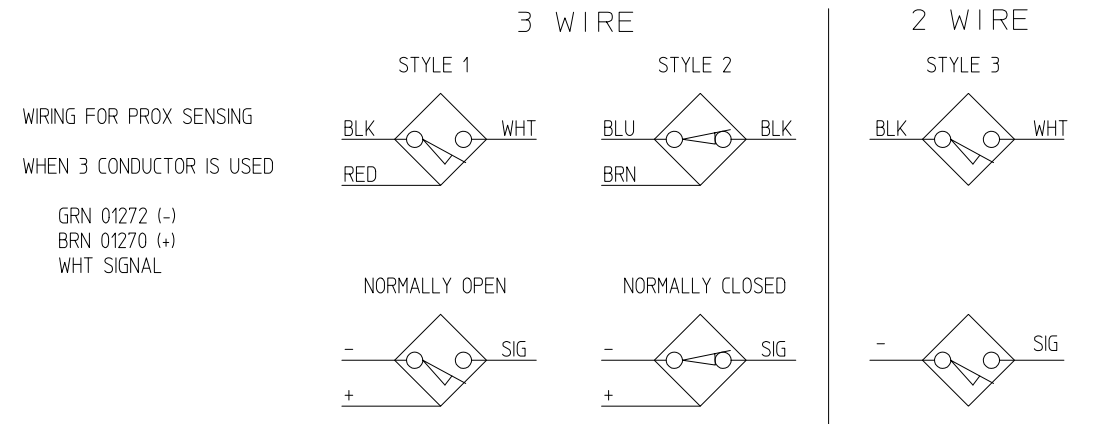 3 WIRE
2 WIRE
STYLE 1
STYLE 2
STYLE 3
WIRING FOR PROX SENSING
WHEN 3 CONDUCTOR IS USED
GRN 01272 (-)
BRN 01270 (+)
WHT SIGNAL
BLK
WHT
RED
BLU
BLK
BRN
BLK
WHT
NORMALLY OPEN
NORMALLY CLOSED
-
SIG
+
-
SIG
+
-
SIG